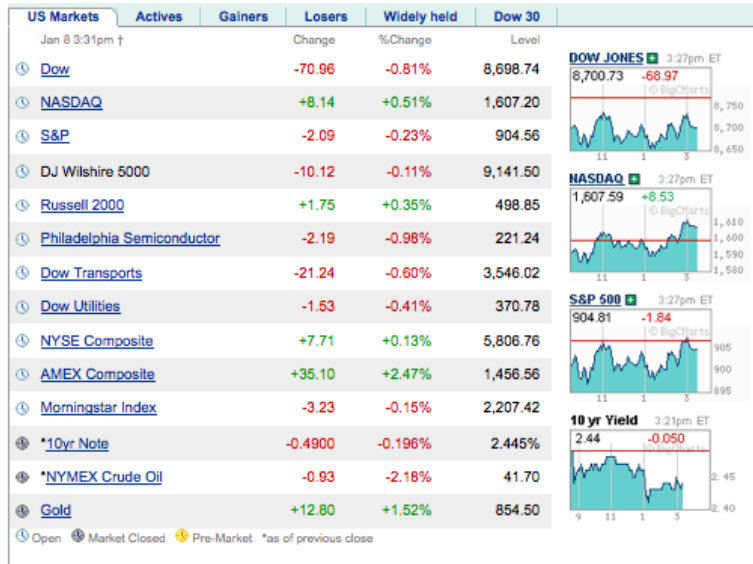 US Markets Actives Gainers Losers Widely held Dow 30
Jan 8 3:31pm † Change %Change Level
Dow -70.96 -0.81% 8,698.74
NASDAQ +8.14 +0.51% 1,607.20
S&P -2.09 -0.23% 904.56
DJ Wilshire 5000 -10.12 -0.11% 9,141.50
Russell 2000 +1.75 +0.35% 498.85
Philadelphia Semiconductor -2.19 -0.98% 221.24
Dow Transports -21.24 -0.60% 3,546.02
Dow Utilities -1.53 -0.41% 370.78
NYSE Composite +7.71 +0.13% 5,806.76
AMEX Composite +35.10 +2.47% 1,456.56
Morningstar Index -3.23 -0.15% 2,207.42
*10yr Note -0.4900 -0.196% 2.445%
*NYMEX Crude Oil -0.93 -2.18% 41.70
Gold +12.80 +1.52% 854.50
Open Market Closed Pre-Market *as of previous close
DOW JONES 3:27pm ET
8,700.73 -68.97
© BigCharts
8,750
8,700
8,650
11 1 3
NASDAQ 3:27pm ET
1,607.59 +8.53
© BigCharts
1,610
1,600
1,590
1,580
11 1 3
S&P 500 3:27pm ET
904.81 -1.84
© BigCharts
905
900
895
11 1 3
10 yr Yield 3:21pm ET
2.44 -0.050
© BigCharts
2.45
2.40
9 11 1 3